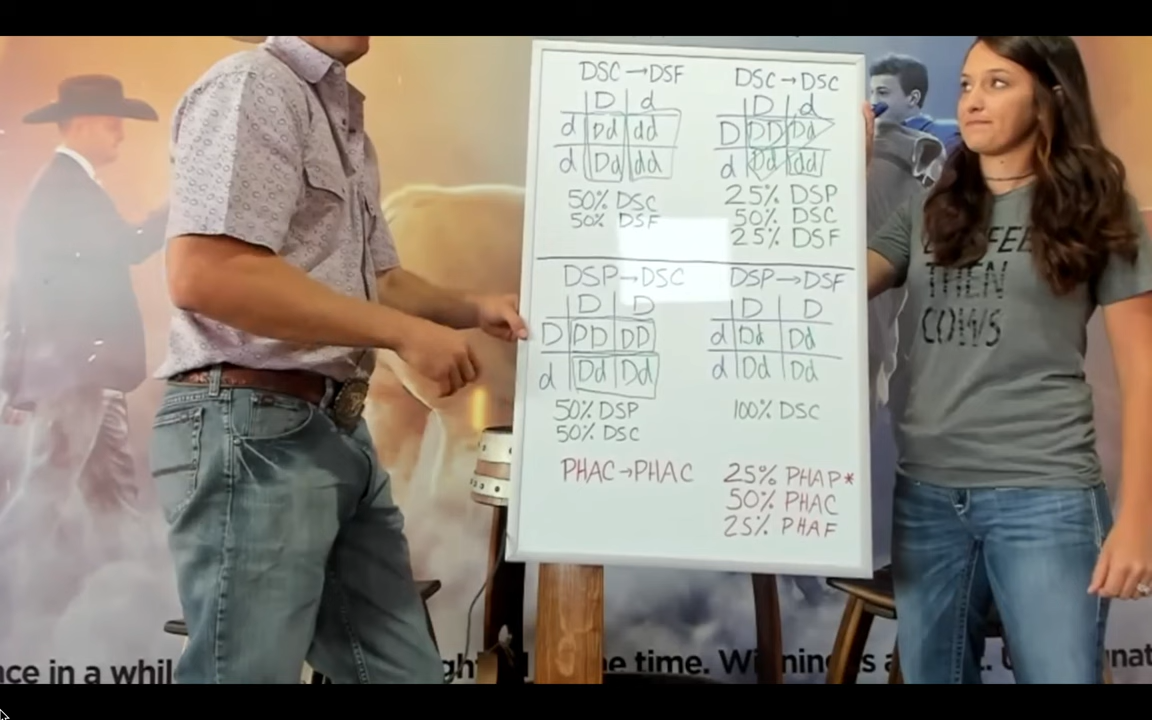 DSC→DSF
D d
d Dd dd
d Dd dd
50% DSC
50% DSF
DSC→DSC
D d
D DD Dd
d Dd dd
25% DSP
50% DSC
25% DSF
DSP→DSC
D D
D DD DD
d Dd Dd
50% DSP
50% DSC
DSP→DSF
D D
d Dd Dd
d Dd Dd
100% DSC
PHAC→PHAC
25% PHAP*
50% PHAC
25% PHAF
THEN
COWS
in a
time.